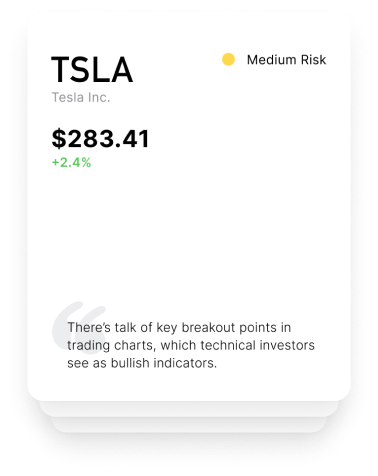 TSLA
Medium Risk
Tesla Inc.
$283.41
+2.4%
There’s talk of key breakout points in
trading charts, which technical investors
see as bullish indicators.